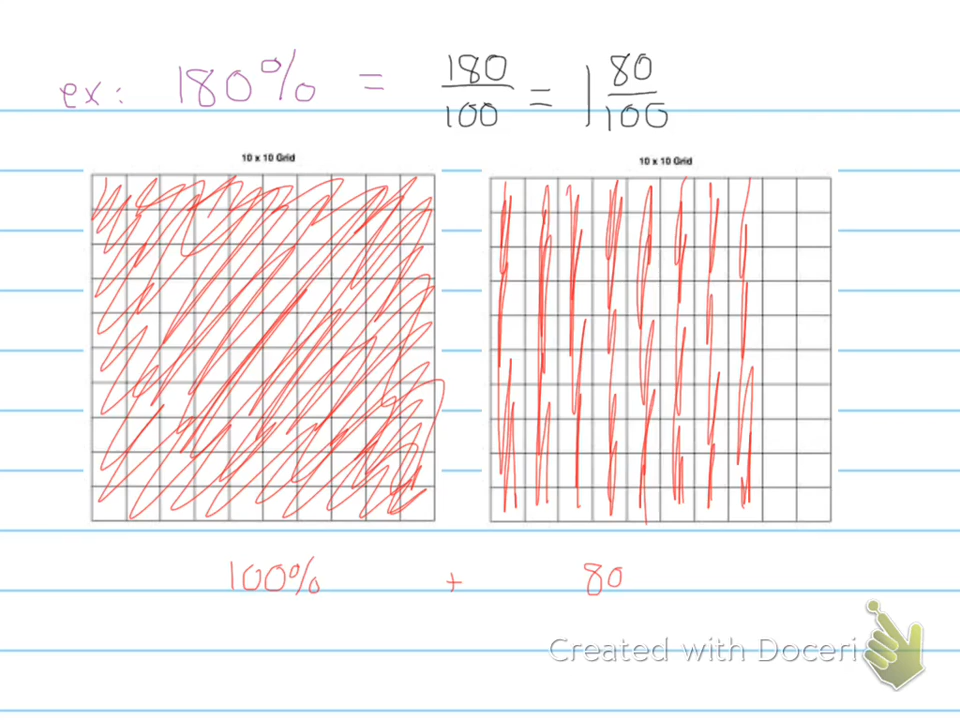 ex: 180% = 180/100 = 1 80/100
10 x 10 Grid
10 x 10 Grid
100% + 80
Created with Doceri